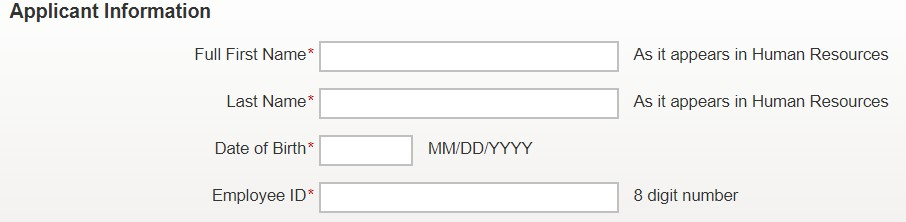 Applicant Information
Full First Name* As it appears in Human Resources
Last Name* As it appears in Human Resources
Date of Birth* MM/DD/YYYY
Employee ID* 8 digit number